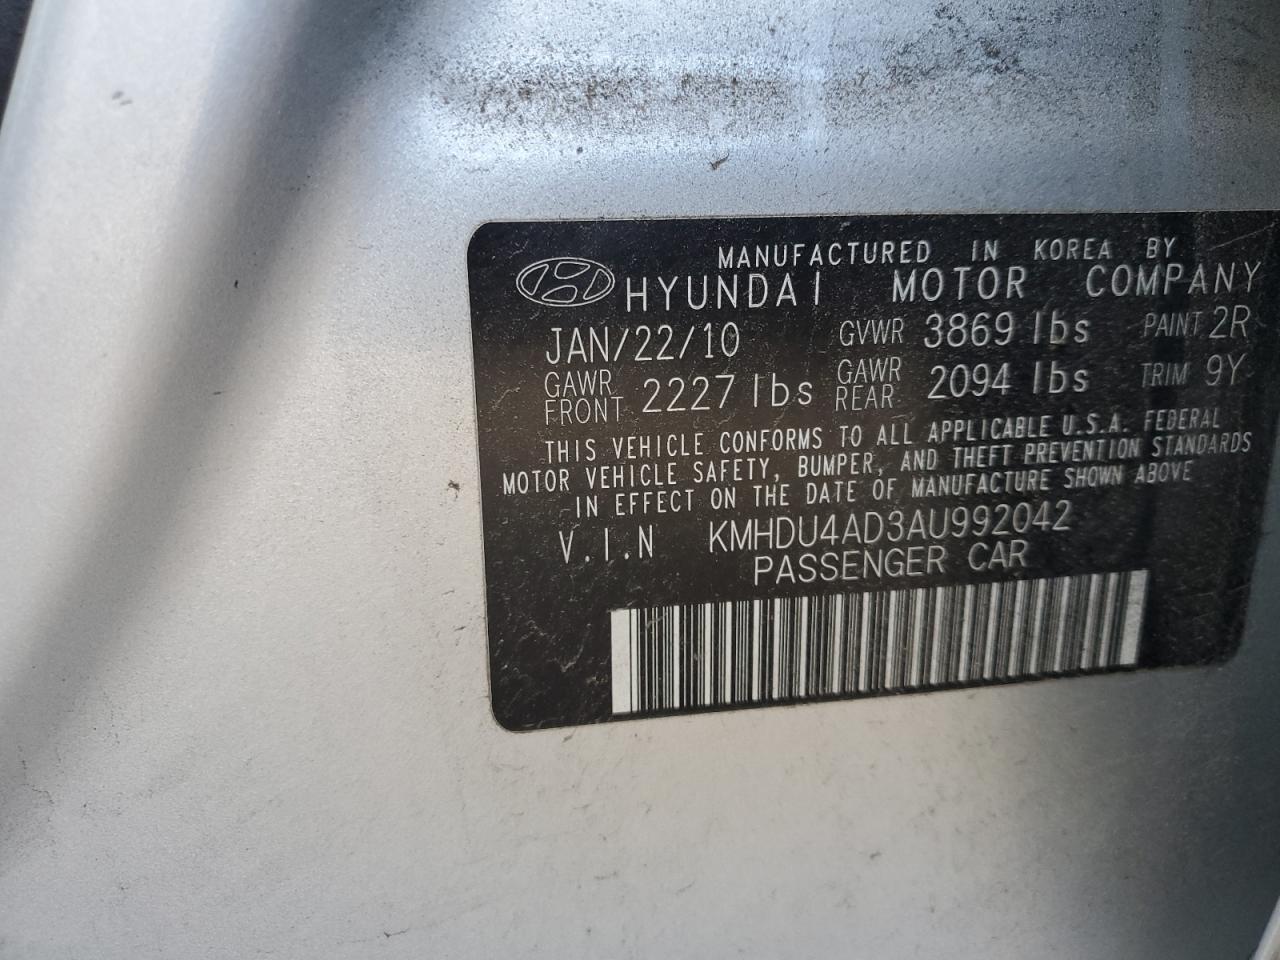 MANUFACTURED IN KOREA BY
HYUNDAI MOTOR COMPANY
JAN/22/10 GVWR 3869 lbs PAINT 2R
GAWR FRONT 2227 lbs GAWR REAR 2094 lbs TRIM 9Y
THIS VEHICLE CONFORMS TO ALL APPLICABLE U.S.A. FEDERAL
MOTOR VEHICLE SAFETY, BUMPER, AND THEFT PREVENTION STANDARDS
IN EFFECT ON THE DATE OF MANUFACTURE SHOWN ABOVE
V.I.N KMHDU4AD3AU992042
PASSENGER CAR